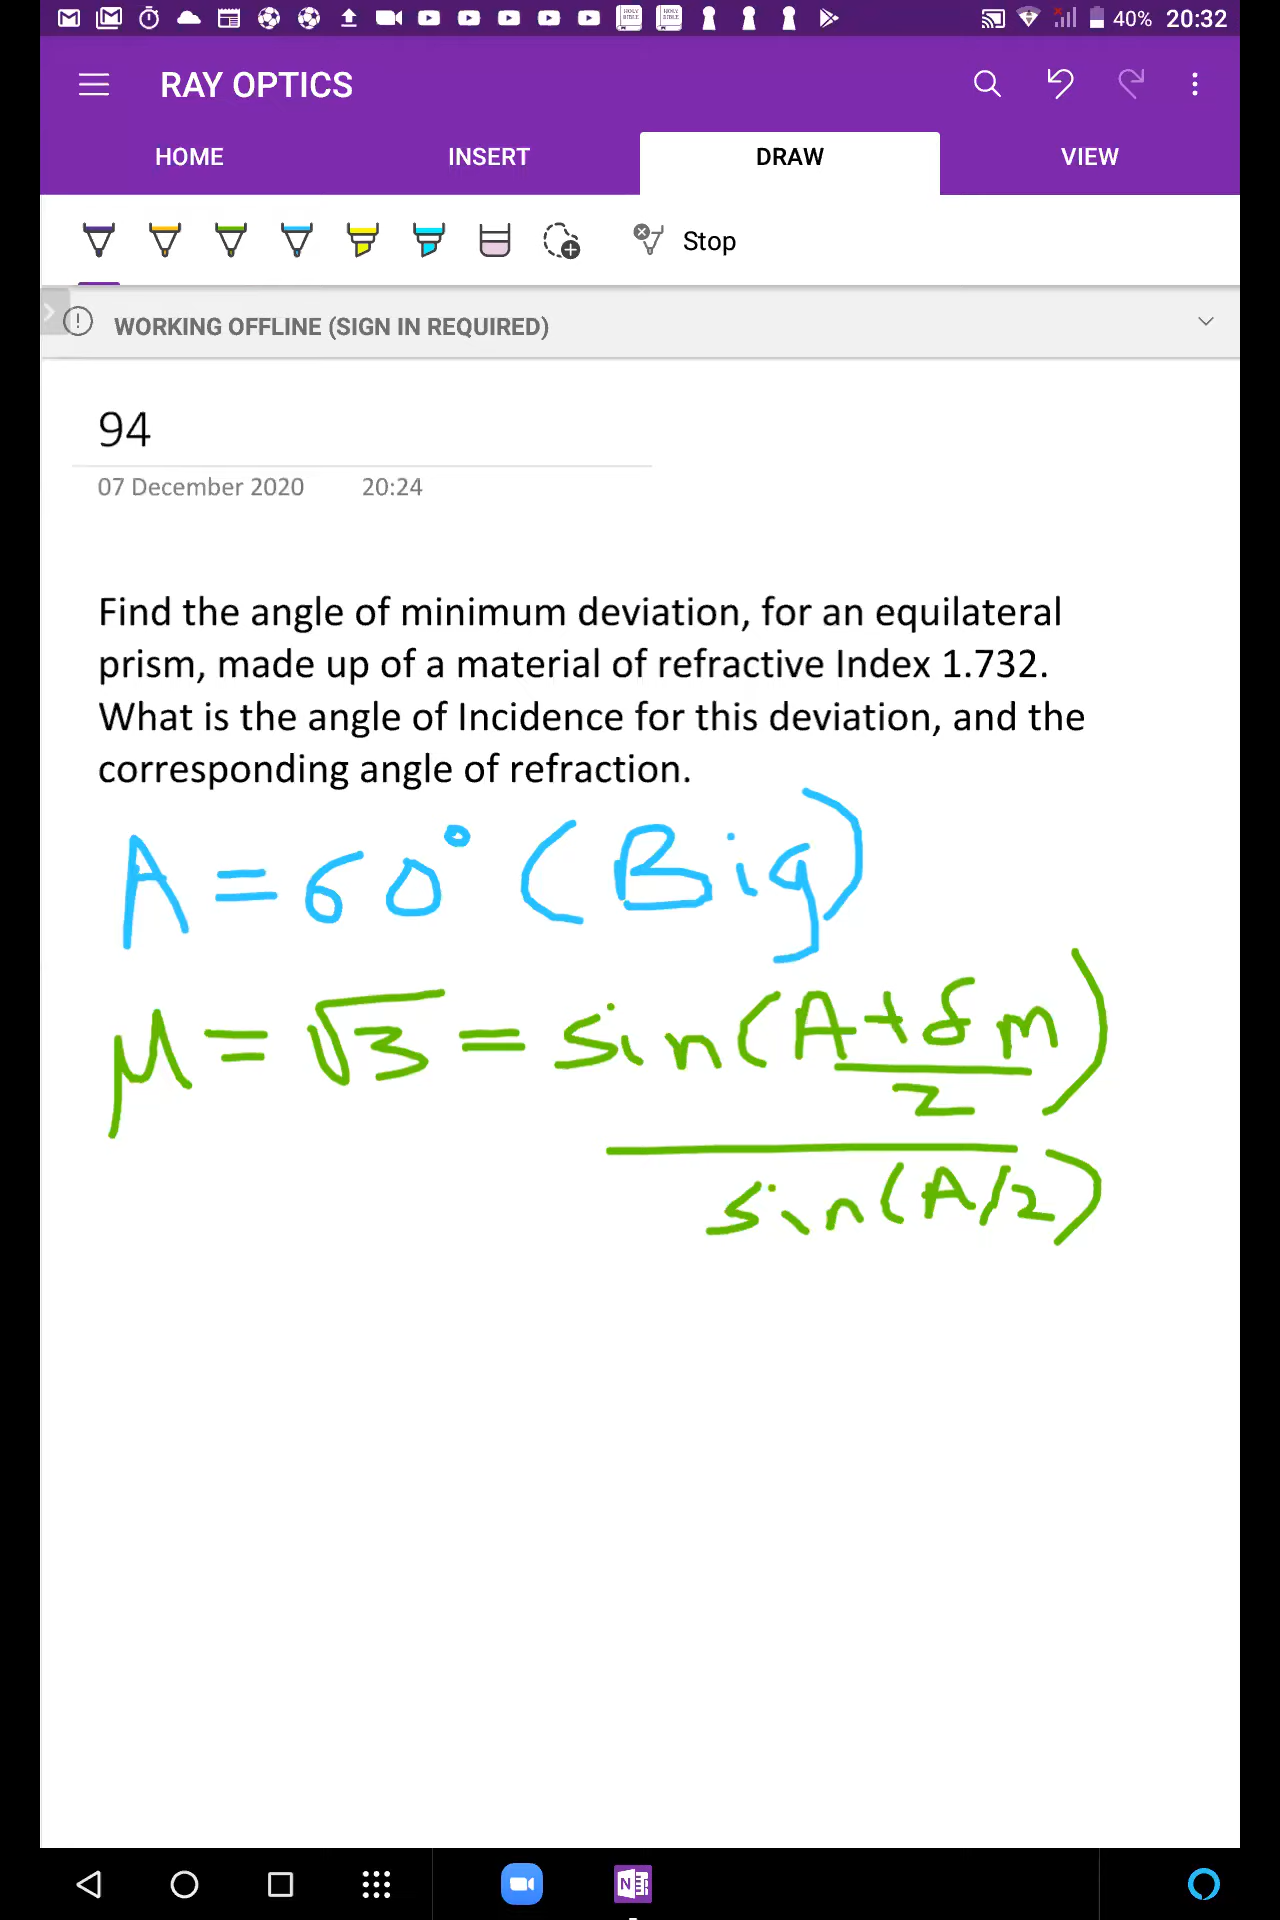 40% 20:32
RAY OPTICS
HOME INSERT DRAW VIEW
Stop
WORKING OFFLINE (SIGN IN REQUIRED)
94
07 December 2020 20:24
Find the angle of minimum deviation, for an equilateral
prism, made up of a material of refractive Index 1.732.
What is the angle of Incidence for this deviation, and the
corresponding angle of refraction.
A = 60° (Big)
μ = √3 = sin(A+δm
2)
sin(A/2)